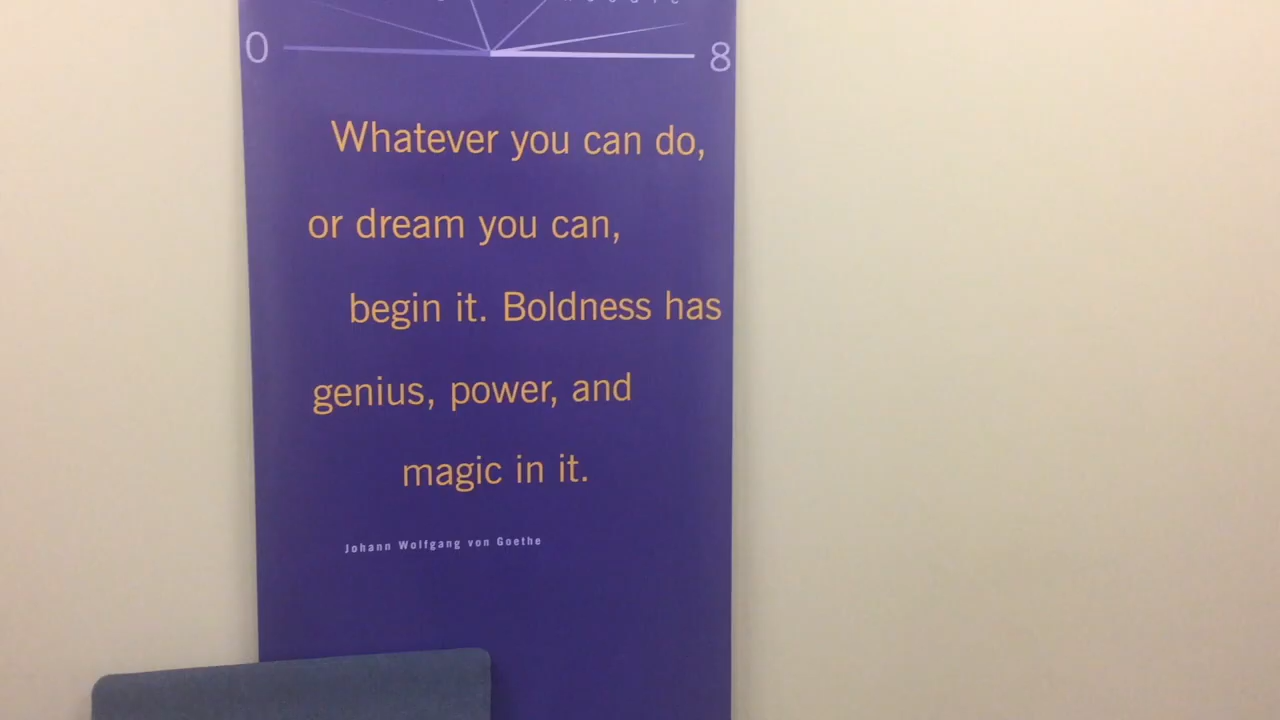 0 8
Whatever you can do,
or dream you can,
begin it. Boldness has
genius, power, and
magic in it.
Johann Wolfgang von Goethe